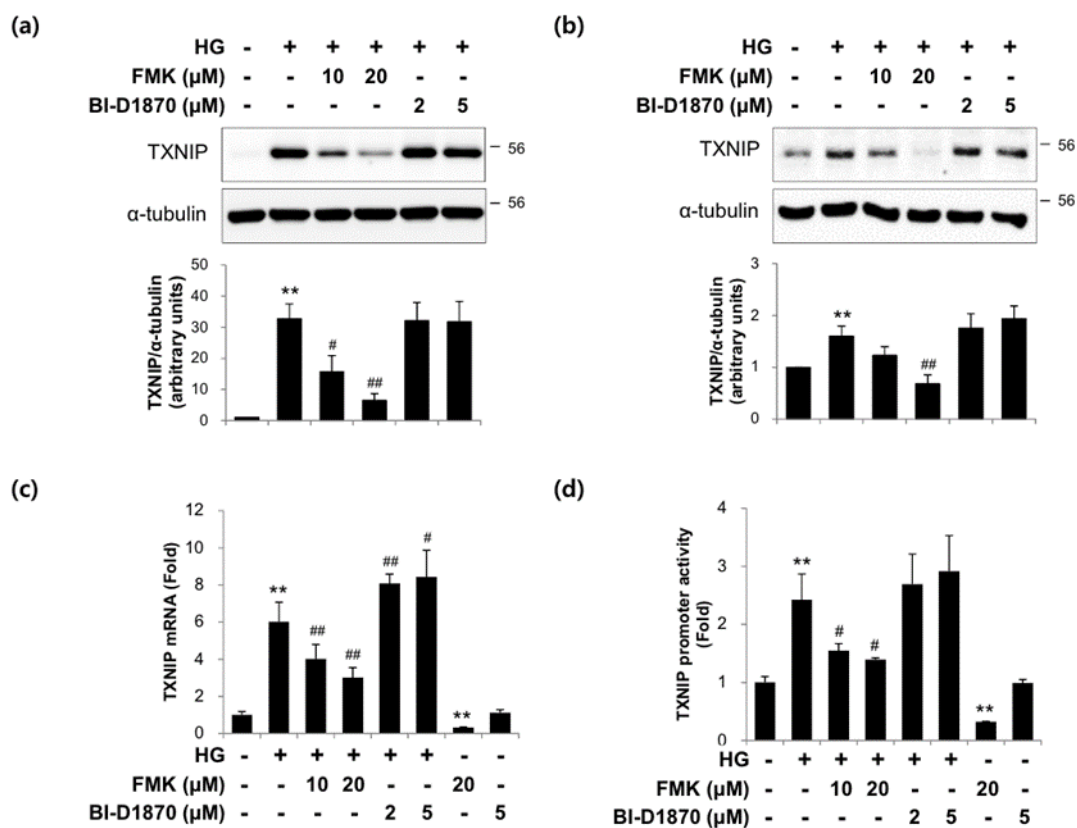 (a)
HG - + + + + +
FMK (μM) - - 10 20 - -
BI-D1870 (μM) - - - - 2 5
TXNIP 56
α-tubulin 56
TXNIP/α-tubulin
(arbitrary units)
50
40
30
20
10
0
** # ##
(b)
HG - + + + + +
FMK (μM) - - 10 20 - -
BI-D1870 (μM) - - - - 2 5
TXNIP 56
α-tubulin 56
TXNIP/α-tubulin
(arbitrary units)
3
2
1
0
** ##
(c)
TXNIP mRNA (Fold)
12
10
8
6
4
2
0
** ## ## ## # **
HG - + + + + + - -
FMK (μM) - - 10 20 - - 20 -
BI-D1870 (μM) - - - - 2 5 - 5
(d)
TXNIP promoter activity
(Fold)
4
3
2
1
0
** # # **
HG - + + + + + - -
FMK (μM) - - 10 20 - - 20 -
BI-D1870 (μM) - - - - 2 5 - 5